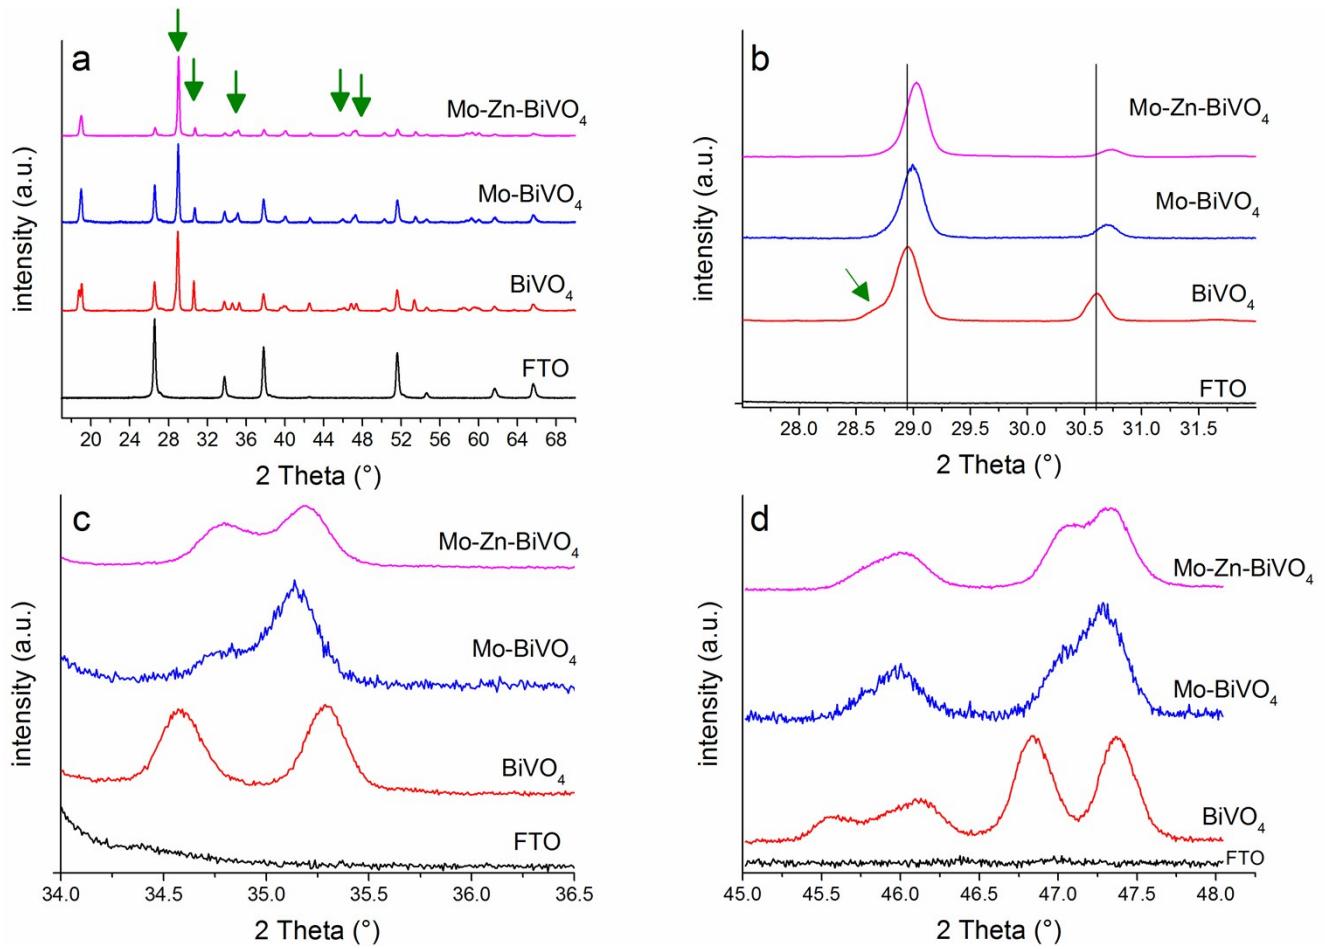 a
Mo-Zn-BiVO4
Mo-BiVO4
BiVO4
FTO
intensity (a.u.)
20 24 28 32 36 40 44 48 52 56 60 64 68
2 Theta (°)
b
Mo-Zn-BiVO4
Mo-BiVO4
BiVO4
FTO
intensity (a.u.)
28.0 28.5 29.0 29.5 30.0 30.5 31.0 31.5
2 Theta (°)
c
Mo-Zn-BiVO4
Mo-BiVO4
BiVO4
FTO
intensity (a.u.)
34.0 34.5 35.0 35.5 36.0 36.5
2 Theta (°)
d
Mo-Zn-BiVO4
Mo-BiVO4
BiVO4
FTO
intensity (a.u.)
45.0 45.5 46.0 46.5 47.0 47.5 48.0
2 Theta (°)